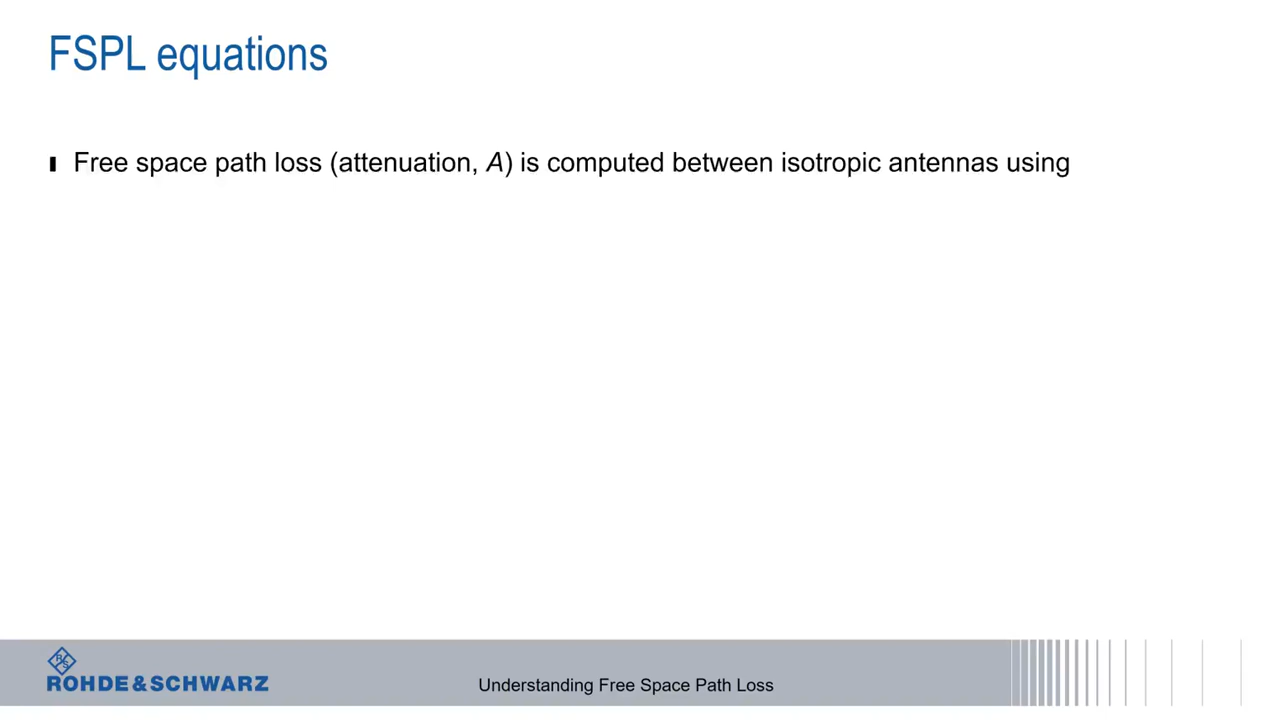 FSPL equations
Free space path loss (attenuation, A) is computed between isotropic antennas using
R&S
ROHDE & SCHWARZ
Understanding Free Space Path Loss